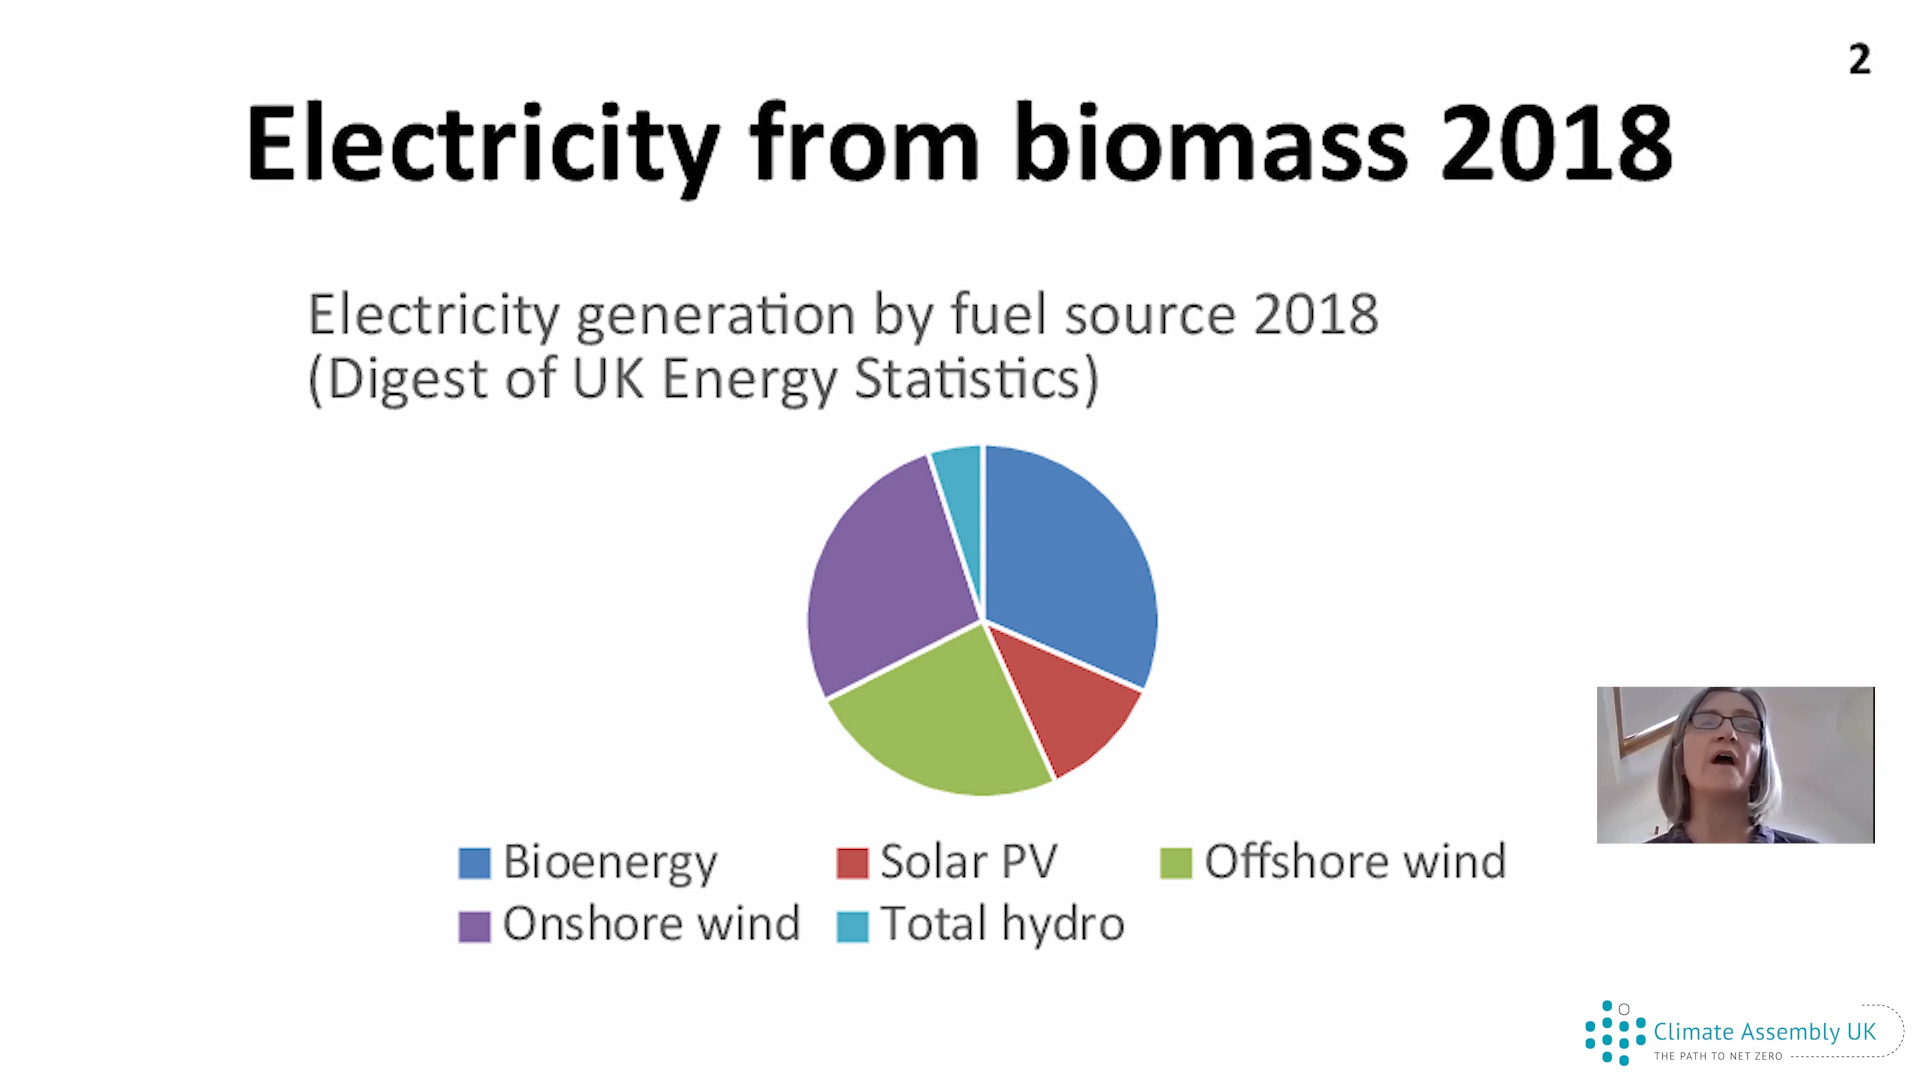 2
Electricity from biomass 2018
Electricity generation by fuel source 2018
(Digest of UK Energy Statistics)
Bioenergy
Solar PV
Offshore wind
Onshore wind
Total hydro
Climate Assembly UK
THE PATH TO NET ZERO